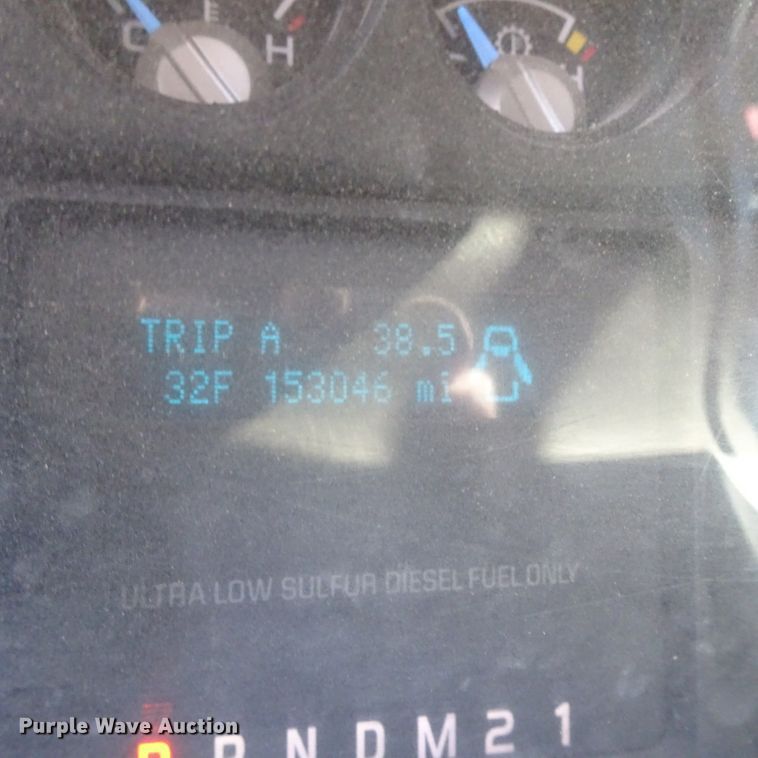 C E H
H
TRIP A 38.5
32F 153046 mi
ULTRA LOW SULFUR DIESEL FUEL ONLY
Purple Wave Auction
P R N D M 2 1